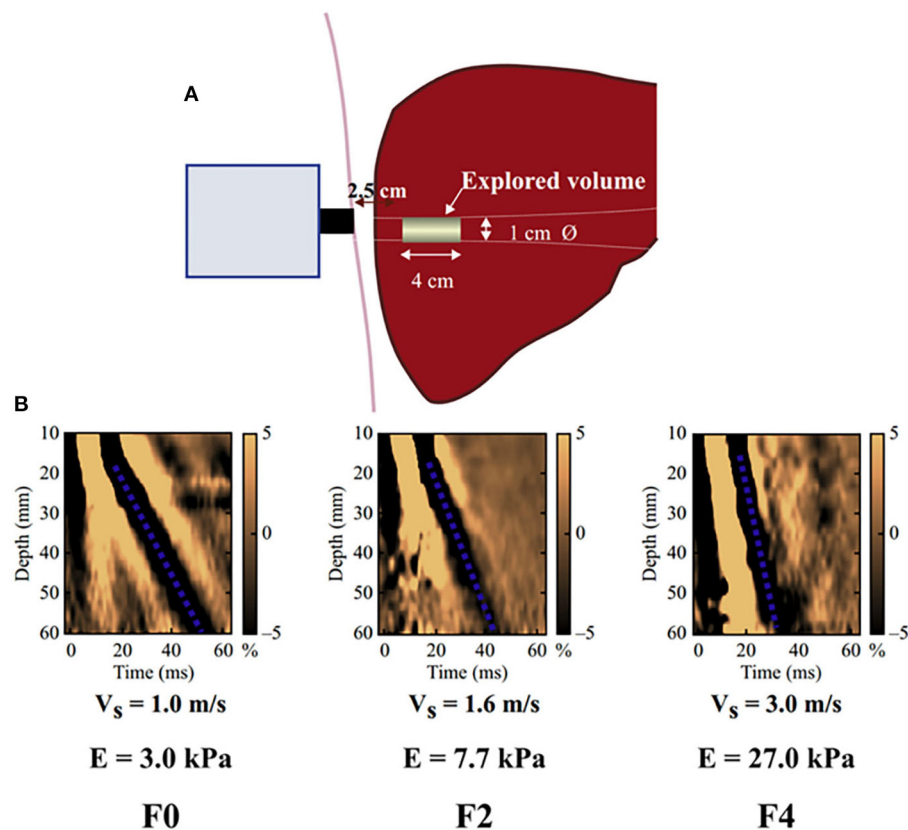 A
2,5 cm
Explored volume
1 cm Ø
4 cm
B
10
20
30
40
50
60
Depth (mm)
0 20 40 60
Time (ms)
5
0
–5
%
10
20
30
40
50
60
Depth (mm)
0 20 40 60
Time (ms)
5
0
–5
%
10
20
30
40
50
60
Depth (mm)
0 20 40 60
Time (ms)
5
0
–5
%
Vs = 1.0 m/s Vs = 1.6 m/s Vs = 3.0 m/s
E = 3.0 kPa E = 7.7 kPa E = 27.0 kPa
F0 F2 F4